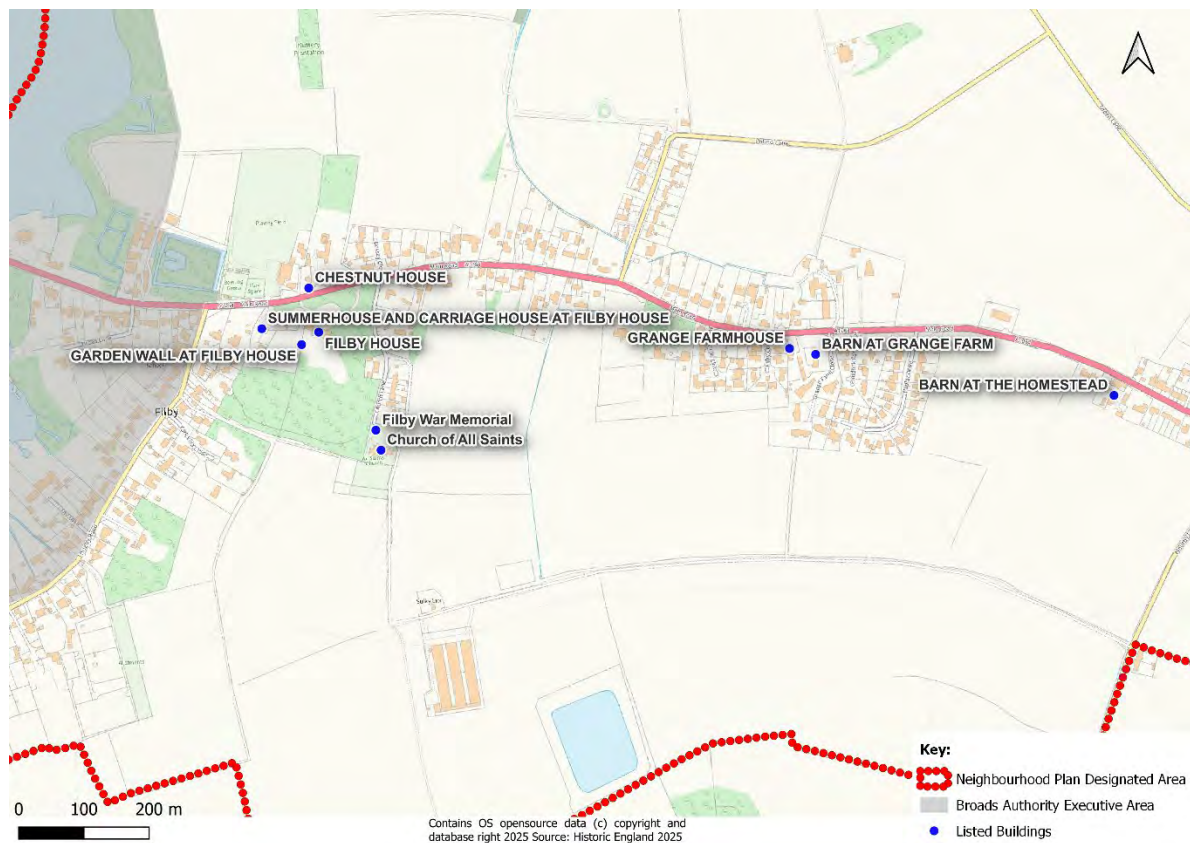 Plantation
CHESTNUT HOUSE
SUMMERHOUSE AND CARRIAGE HOUSE AT FILBY HOUSE
FILBY HOUSE
GARDEN WALL AT FILBY HOUSE
GRANGE FARMHOUSE
BARN AT GRANGE FARM
BARN AT THE HOMESTEAD
Filby
Filby War Memorial
Church of All Saints
Key:
Neighbourhood Plan Designated Area
Broads Authority Executive Area
Listed Buildings
0 100 200 m
Contains OS opensource data (c) copyright and
database right 2025 Source: Historic England 2025